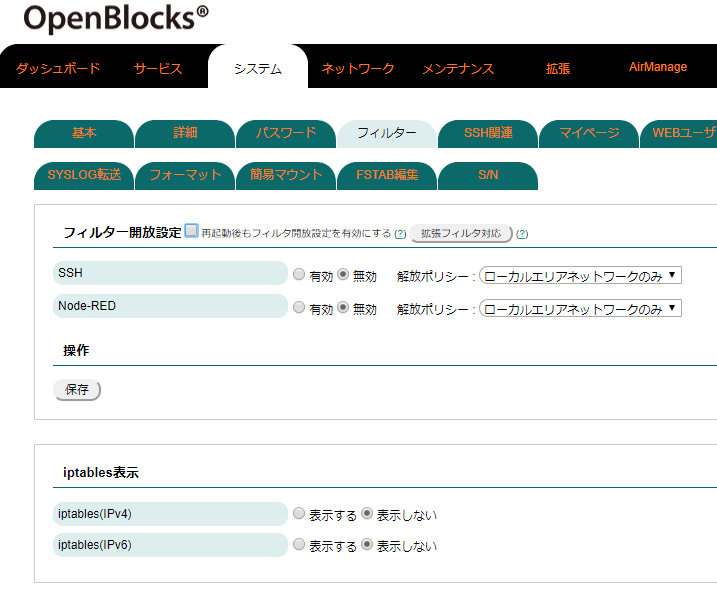 OpenBlocks®
ダッシュボード サービス システム ネットワーク メンテナンス 拡張 AirManage
基本 詳細 パスワード フィルター SSH関連 マイページ WEBユーザ
SYSLOG転送 フォーマット 簡易マウント FSTAB編集 S/N
フィルター開放設定 再起動後もフィルタ開放設定を有効にする (?) 拡張フィルタ対応 (?)
SSH 有効 無効 解放ポリシー : ローカルエリアネットワークのみ
Node-RED 有効 無効 解放ポリシー : ローカルエリアネットワークのみ
操作
保存
iptables表示
iptables(IPv4) 表示する 表示しない
iptables(IPv6) 表示する 表示しない